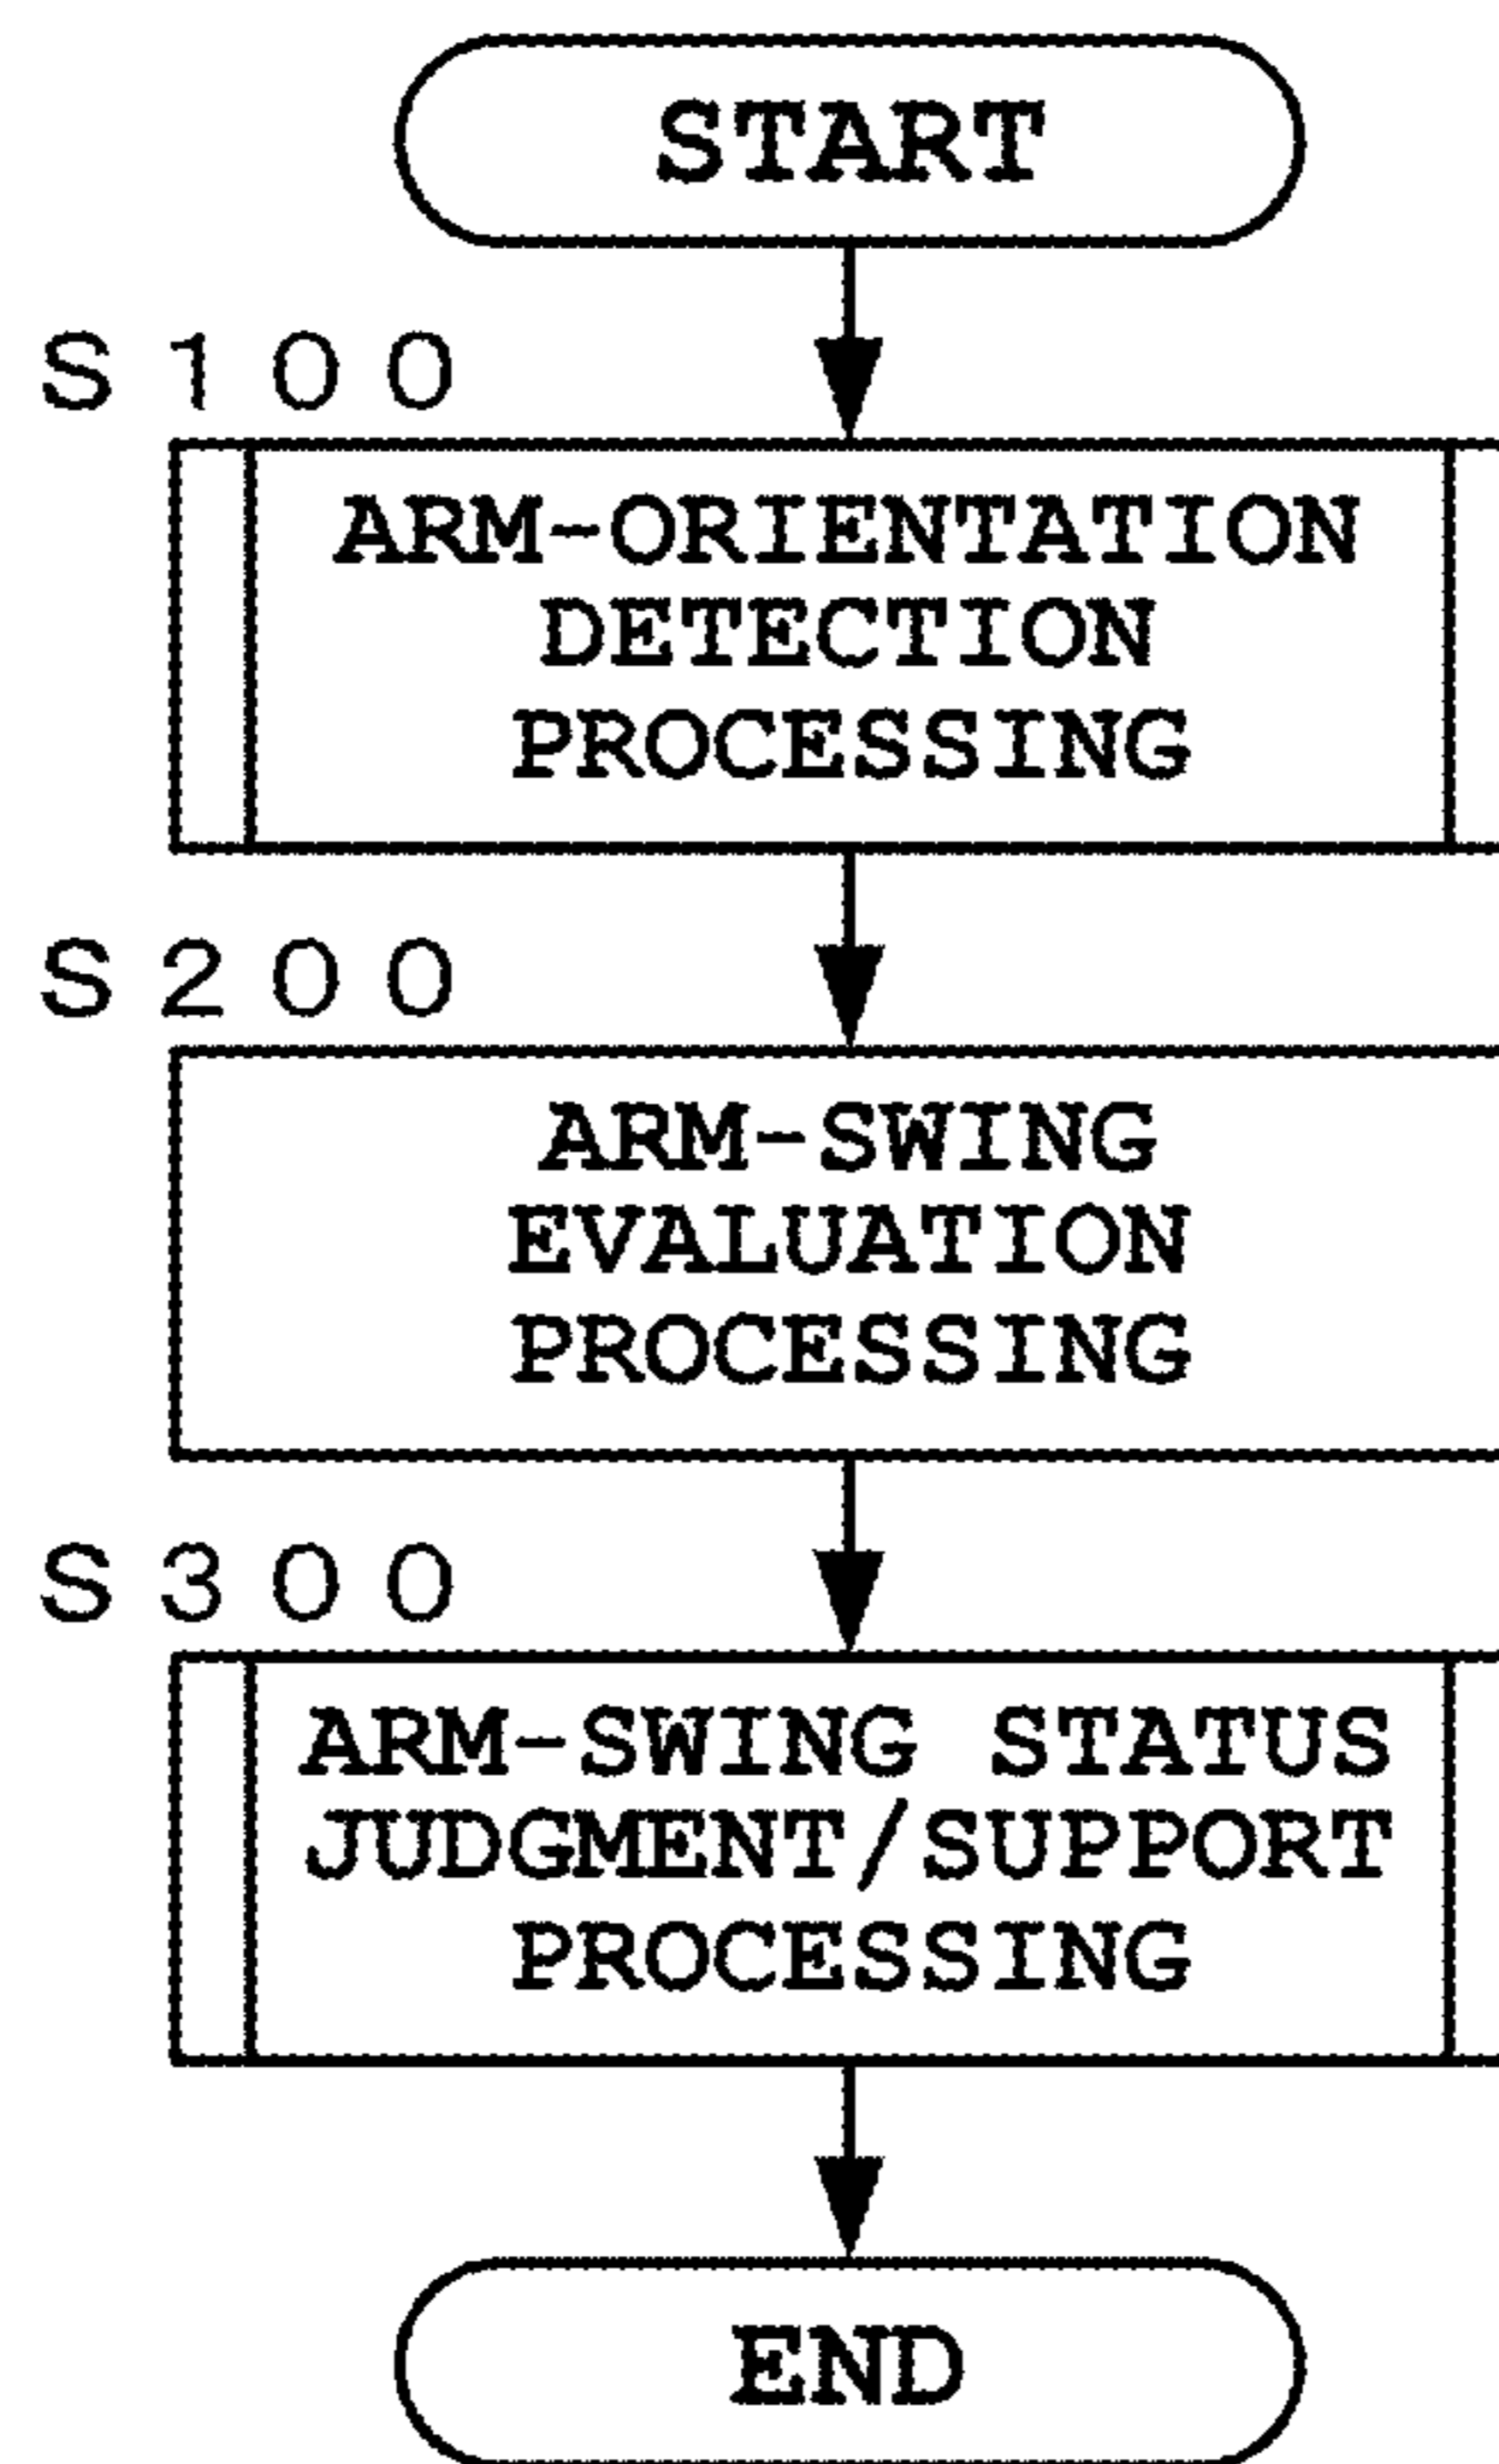 START
S100
ARM-ORIENTATION
DETECTION
PROCESSING
S200
ARM-SWING
EVALUATION
PROCESSING
S300
ARM-SWING STATUS
JUDGMENT/SUPPORT
PROCESSING
END